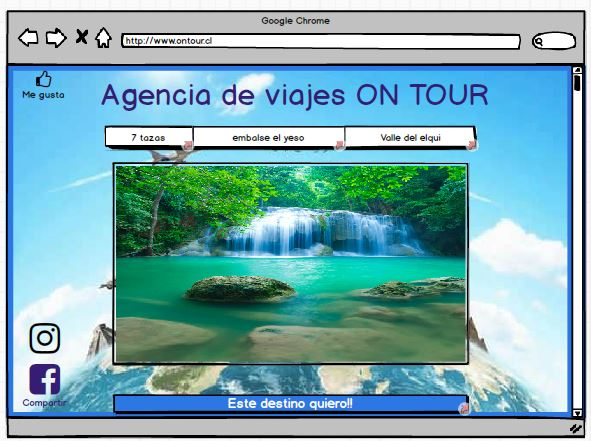 Google Chrome
http://www.ontour.cl
Me gusta
Agencia de viajes ON TOUR
7 tazas
embalse el yeso
Valle del elqui
Compartir
Este destino quiero!!